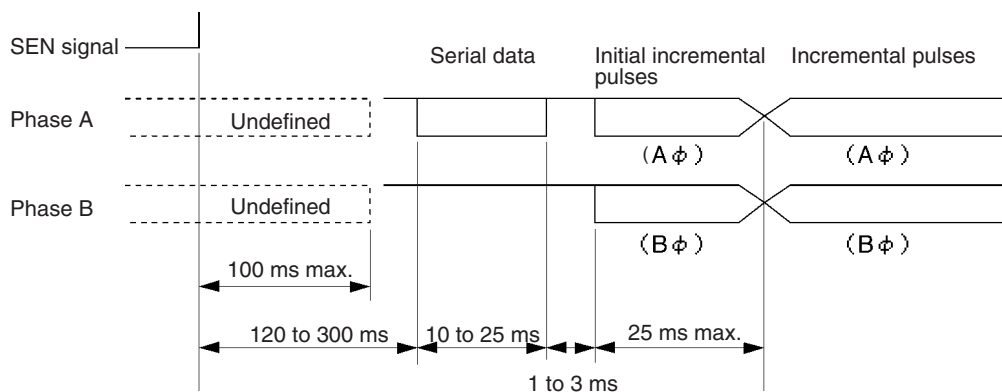 SEN signal
Serial data
Initial incremental
pulses
Incremental pulses
Phase A
Undefined
(Aϕ)
(Aϕ)
Phase B
Undefined
(Bϕ)
(Bϕ)
100 ms max.
120 to 300 ms
10 to 25 ms
25 ms max.
1 to 3 ms